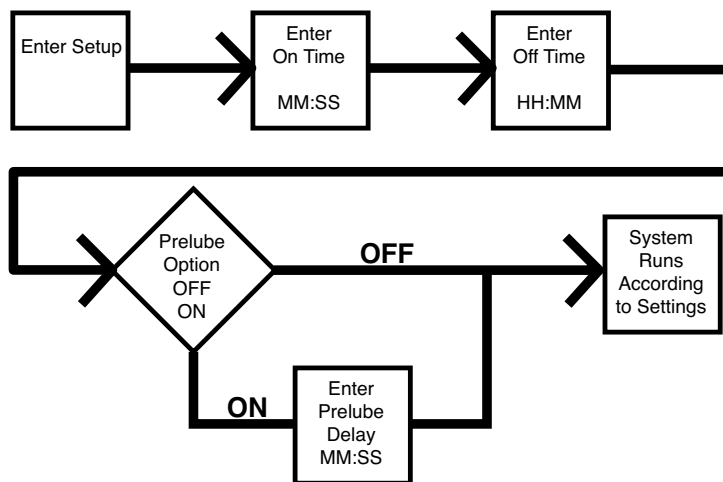 Enter Setup
Enter
On Time
MM:SS
Enter
Off Time
HH:MM
Prelube
Option
OFF
ON
OFF
System
Runs
According
to Settings
ON
Enter
Prelube
Delay
MM:SS